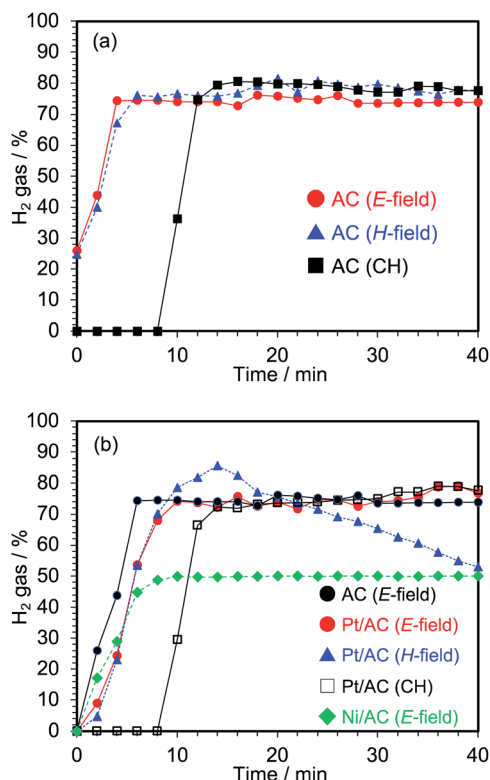 100
(a)
90
80
70
60
50
40
30
20
10
0
H₂ gas / %
AC (E-field)
AC (H-field)
AC (CH)
0 10 20 30 40
Time / min
100
(b)
90
80
70
60
50
40
30
20
10
0
H₂ gas / %
AC (E-field)
Pt/AC (E-field)
Pt/AC (H-field)
Pt/AC (CH)
Ni/AC (E-field)
0 10 20 30 40
Time / min